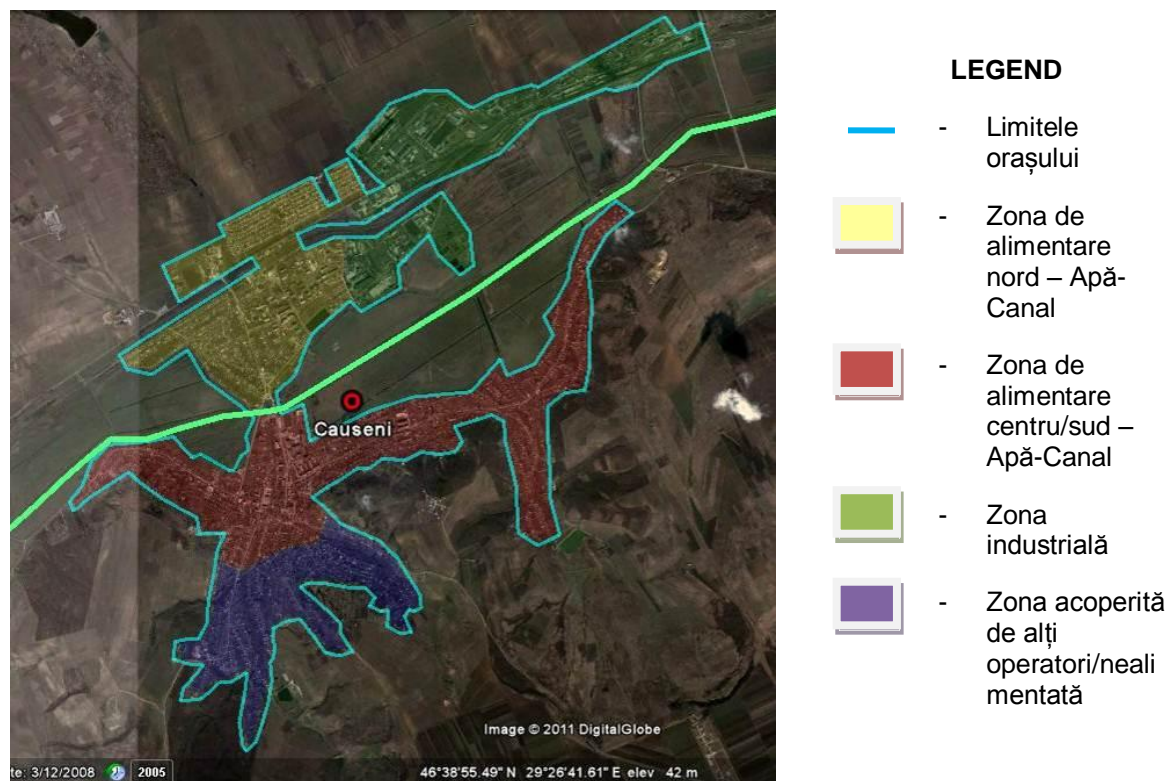 LEGEND
- Limitele
orașului
- Zona de
alimentare
nord – Apă-
Canal
- Zona de
alimentare
centru/sud –
Apă-Canal
- Zona
industrială
- Zona acoperită
de alți
operatori/neali
mentată
Causeni
Image © 2011 DigitalGlobe
te: 3/12/2008 2005 46°38'55.49" N 29°26'41.61" E elev 42 m